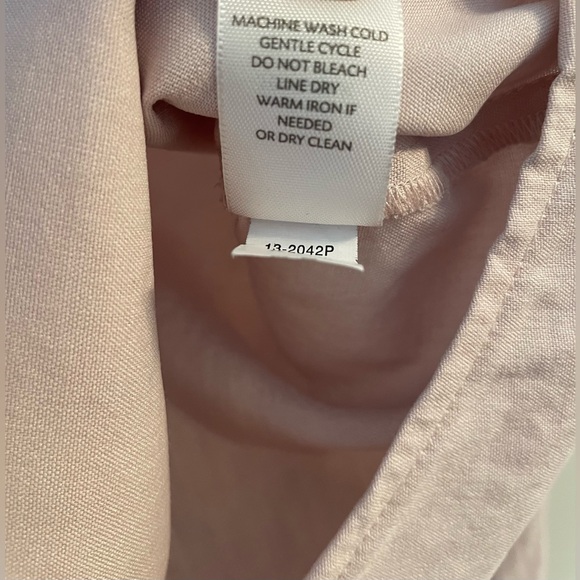 MACHINE WASH COLD
GENTLE CYCLE
DO NOT BLEACH
LINE DRY
WARM IRON IF
NEEDED
OR DRY CLEAN
13-2042P